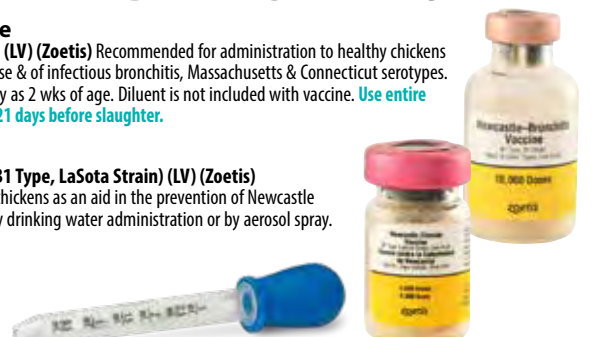 e
(LV) (Zoetis) Recommended for administration to healthy chickens
se & of infectious bronchitis, Massachusetts & Connecticut serotypes.
y as 2 wks of age. Diluent is not included with vaccine. Use entire
21 days before slaughter.
31 Type, LaSota Strain) (LV) (Zoetis)
chickens as an aid in the prevention of Newcastle
y drinking water administration or by aerosol spray.
Newcastle-Bronchitis
Vaccine
10,000 Doses
zoetis
Newcastle Disease
Vaccine
zoetis